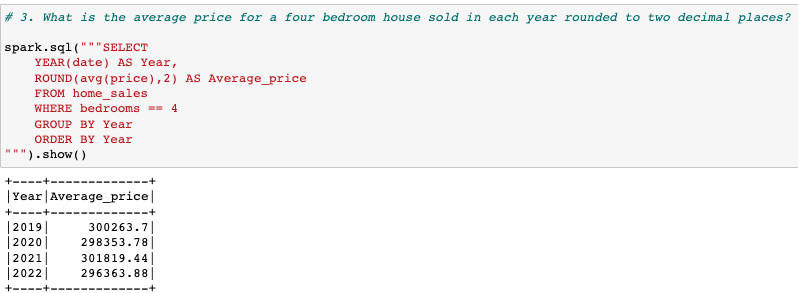 # 3. What is the average price for a four bedroom house sold in each year rounded to two decimal places?
spark.sql("""SELECT
    YEAR(date) AS Year,
    ROUND(avg(price),2) AS Average_price
    FROM home_sales
    WHERE bedrooms == 4
    GROUP BY Year
    ORDER BY Year
""").show()
+----+-------------+
|Year|Average_price|
+----+-------------+
|2019|     300263.7|
|2020|    298353.78|
|2021|    301819.44|
|2022|    296363.88|
+----+-------------+